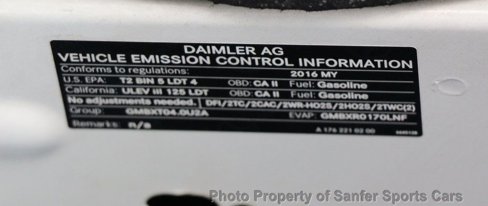 DAIMLER AG
VEHICLE EMISSION CONTROL INFORMATION
Conforms to regulations: 2016 MY
U.S. EPA: T2 BIN 5 LDT 4 OBD: CA II Fuel: Gasoline
California: ULEV III 125 LDT OBD: CA II Fuel: Gasoline
No adjustments needed. DFI/2TC/2CAC/2WR-HO2S/2HO2S/2TWC(2)
Group: GMBXT04.0U2A EVAP: GMBXR0170LNF
Remarks: n/a A 176 221 02 00
Photo Property of Sanfer Sports Cars